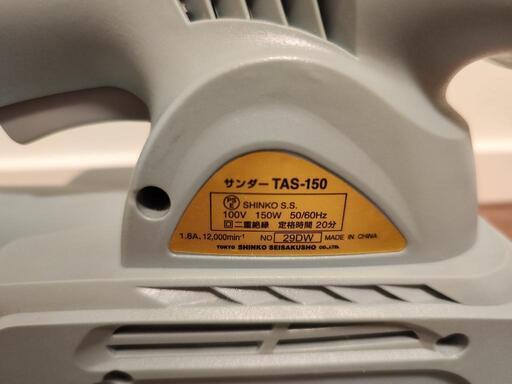 サンダー TAS-150
SHINKO S.S.
100V 150W 50/60Hz
回 二重絶縁 定格時間 20分
1.8A, 12,000min⁻¹ NO 29DW MADE IN CHINA
TOKYO SHINKO SEISAKUSHO CO.,LTD.